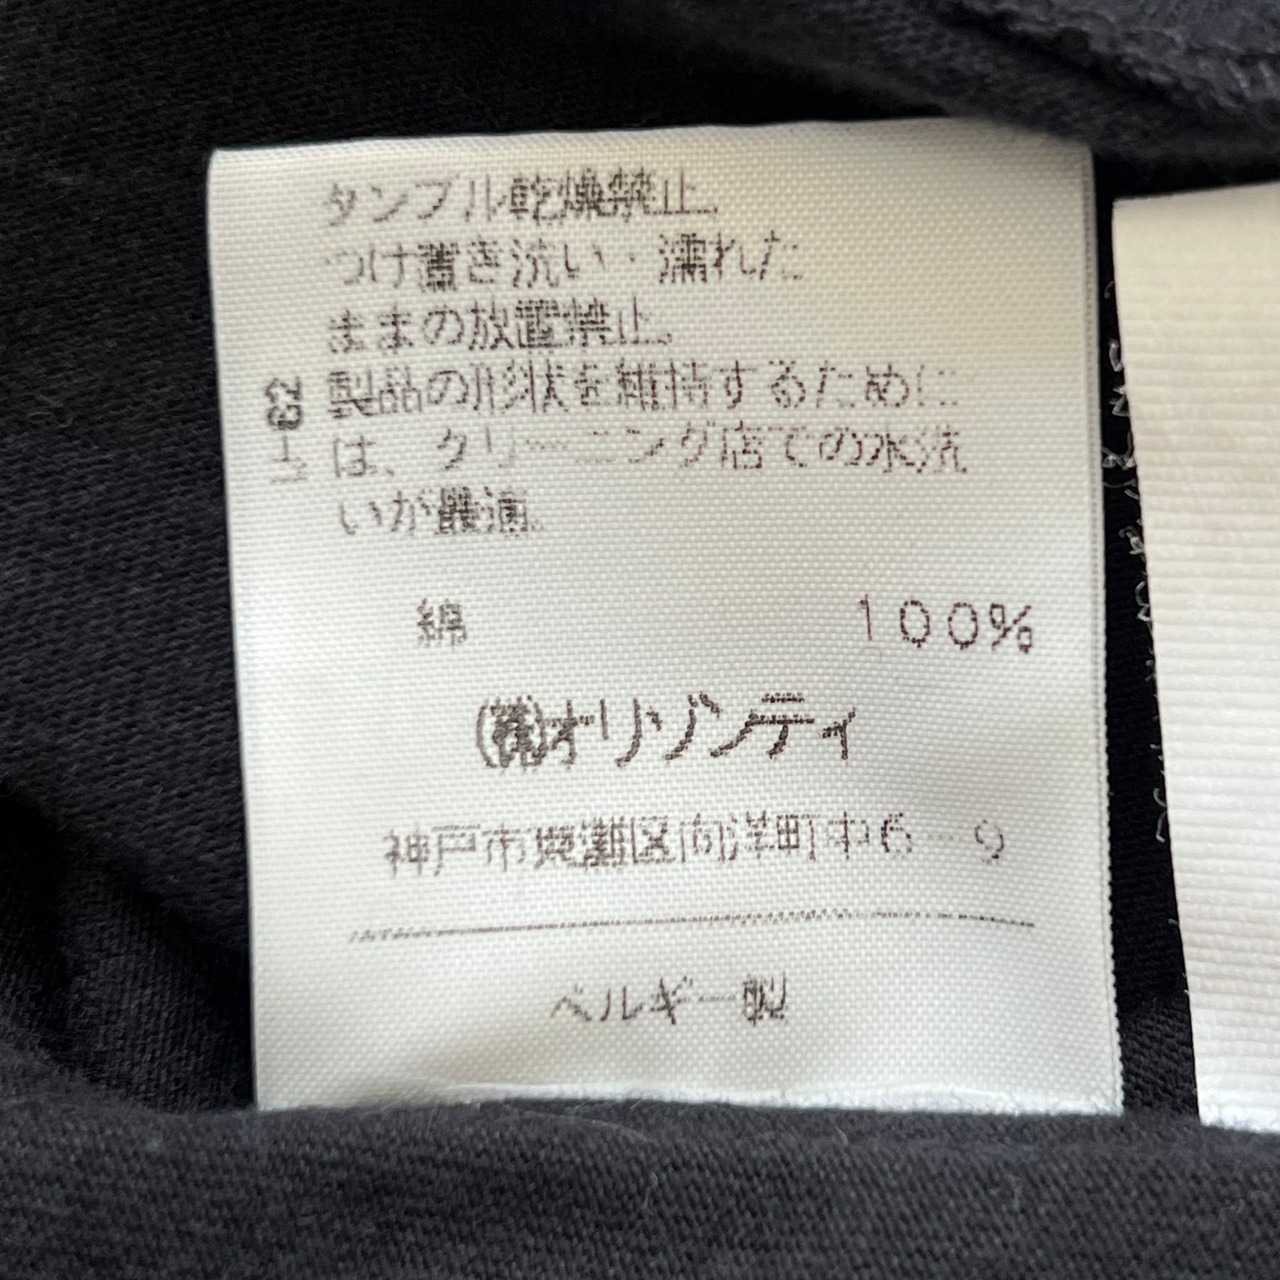 タンブル乾燥禁止。
つけ置き洗い・濡れた
ままの放置禁止。
製品の形状を維持するために
は、クリーニング店での水洗
いが最適。
綿 100%
(株)オリゾンティ
神戸市東灘区向洋町中6-9
ベルギー製